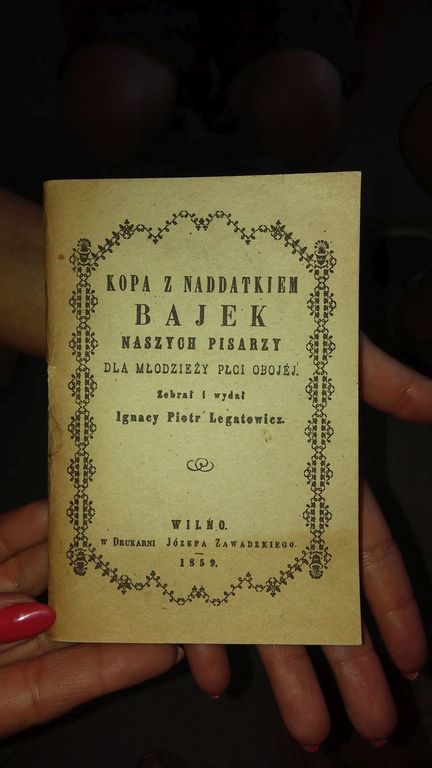 KOPA Z NADDATKIEM
BAJEK
NASZYCH PISARZY
DLA MŁODZIEŻY PŁCI OBOJÉJ.
Zebrał i wydał
Ignacy Piotr Legatowicz.
WILNO.
W DRUKARNI JÓZEFA ZAWADZKIEGO.
1859.